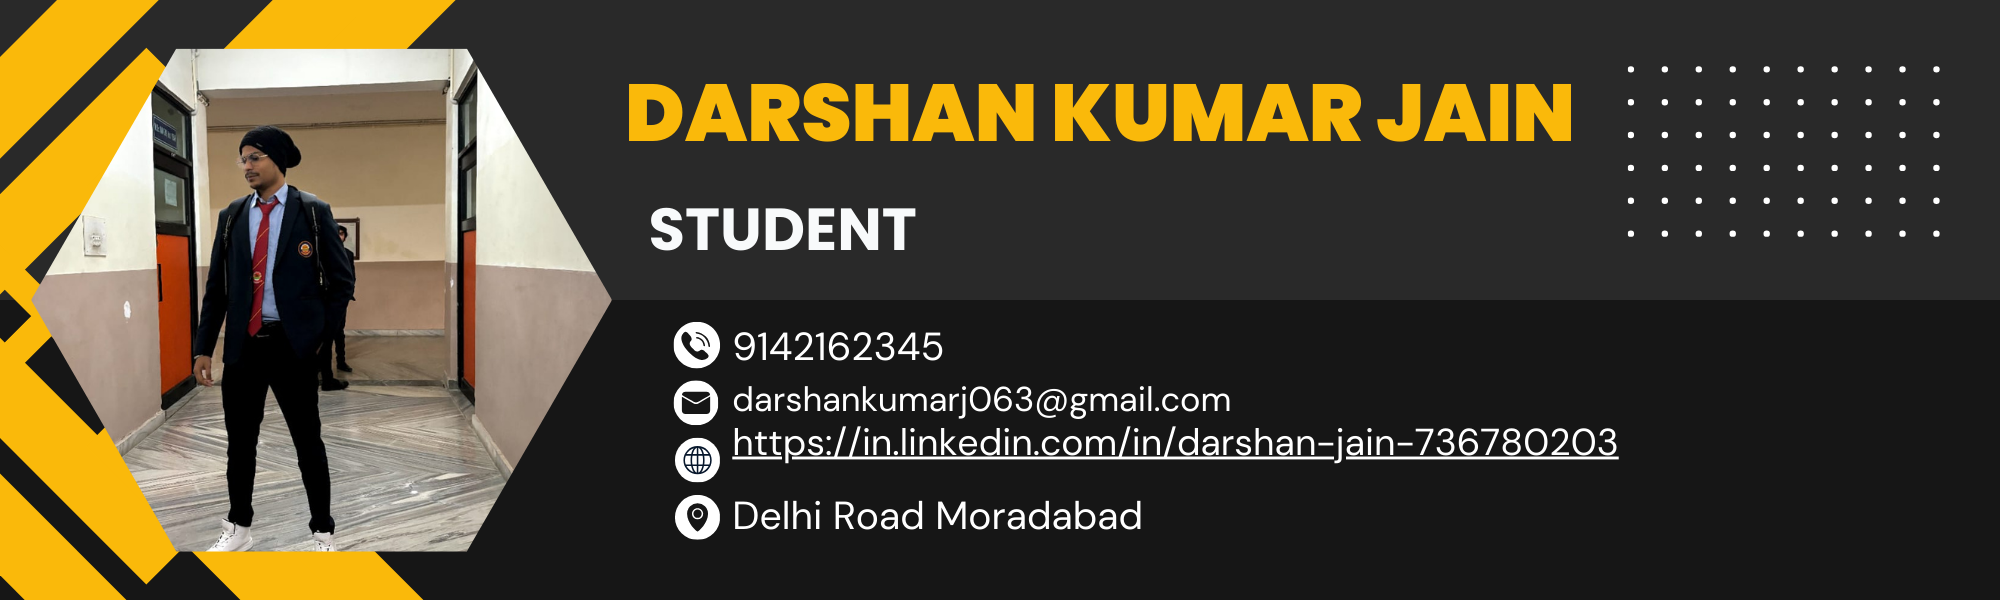 DARSHAN KUMAR JAIN
STUDENT
9142162345
darshankumarj063@gmail.com
https://in.linkedin.com/in/darshan-jain-736780203
Delhi Road Moradabad